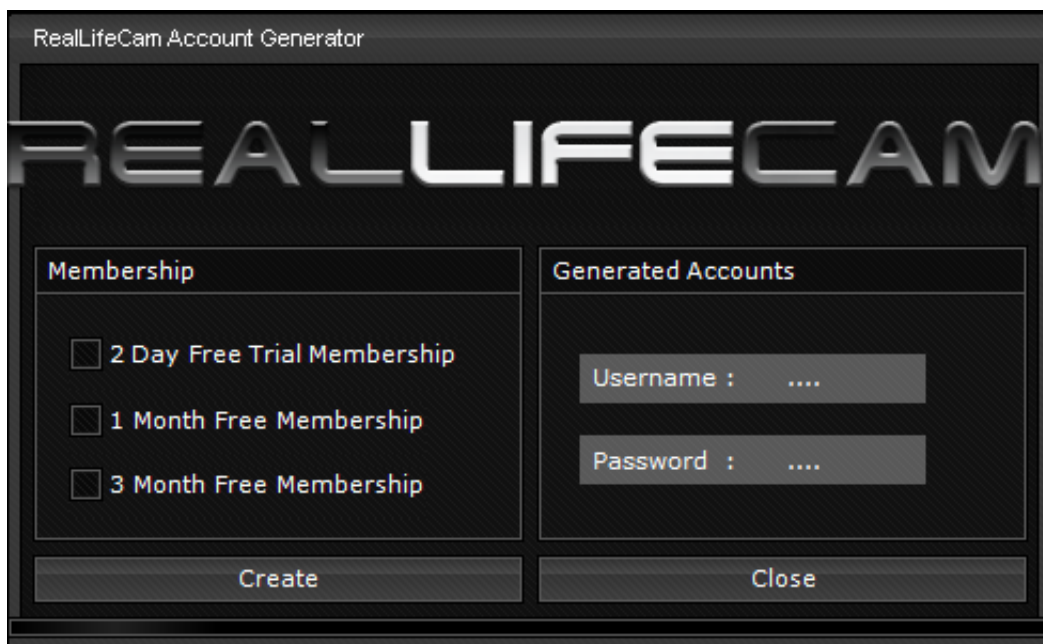 RealLifeCam Account Generator
REALLIFECAM
Membership
2 Day Free Trial Membership
1 Month Free Membership
3 Month Free Membership
Generated Accounts
Username : ....
Password : ....
Create
Close